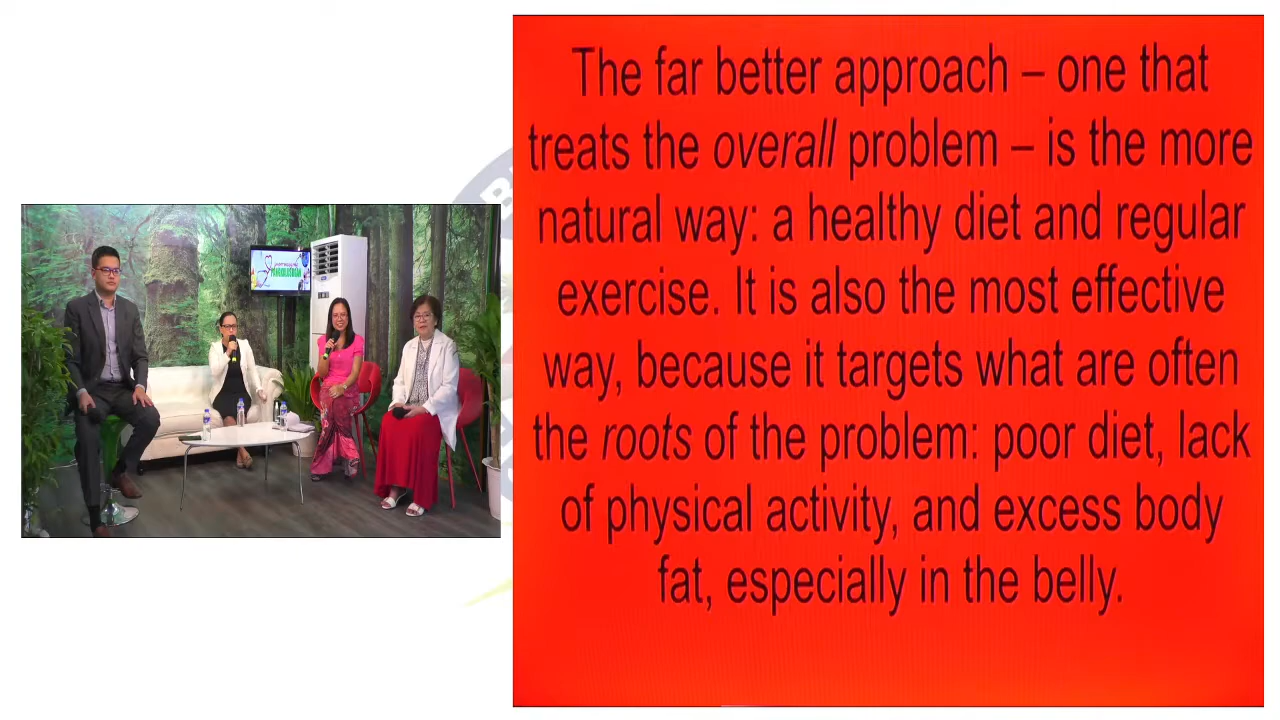 The far better approach – one that
treats the overall problem – is the more
natural way: a healthy diet and regular
exercise. It is also the most effective
way, because it targets what are often
the roots of the problem: poor diet, lack
of physical activity, and excess body
fat, especially in the belly.